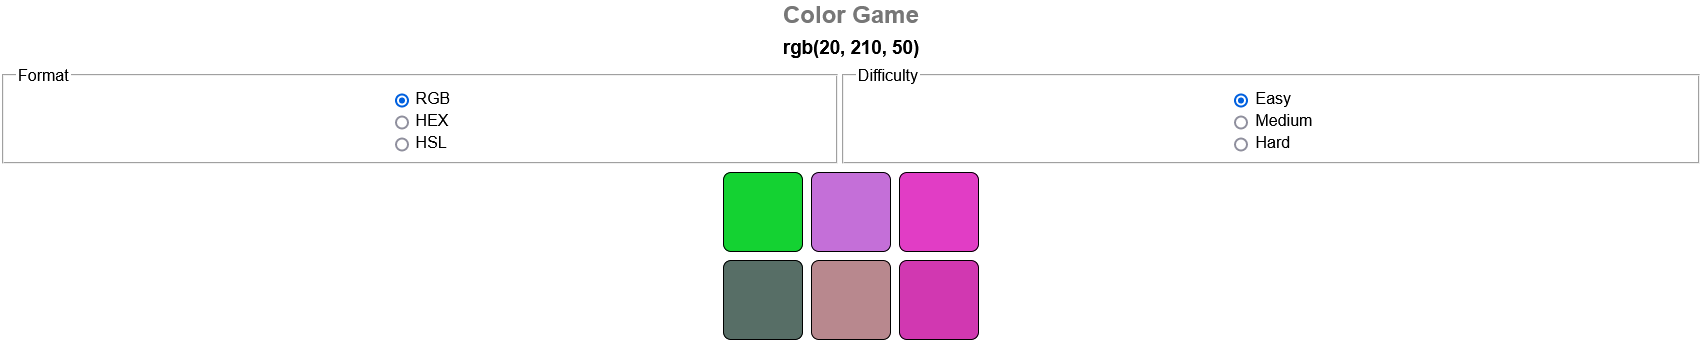 Color Game
rgb(20, 210, 50)
Format
RGB
HEX
HSL
Difficulty
Easy
Medium
Hard